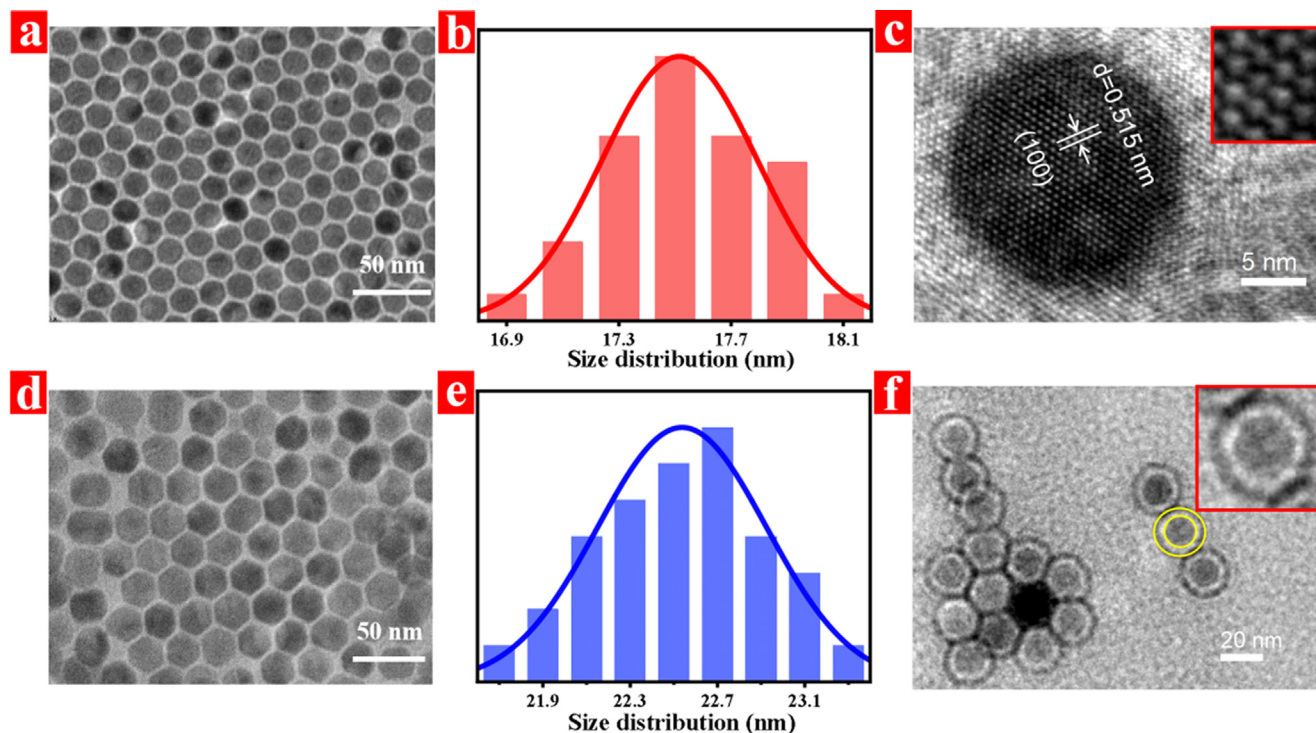 a
50 nm
b
16.9 17.3 17.7 18.1
Size distribution (nm)
c
d=0.515 nm
(100)
5 nm
d
50 nm
e
21.9 22.3 22.7 23.1
Size distribution (nm)
f
20 nm